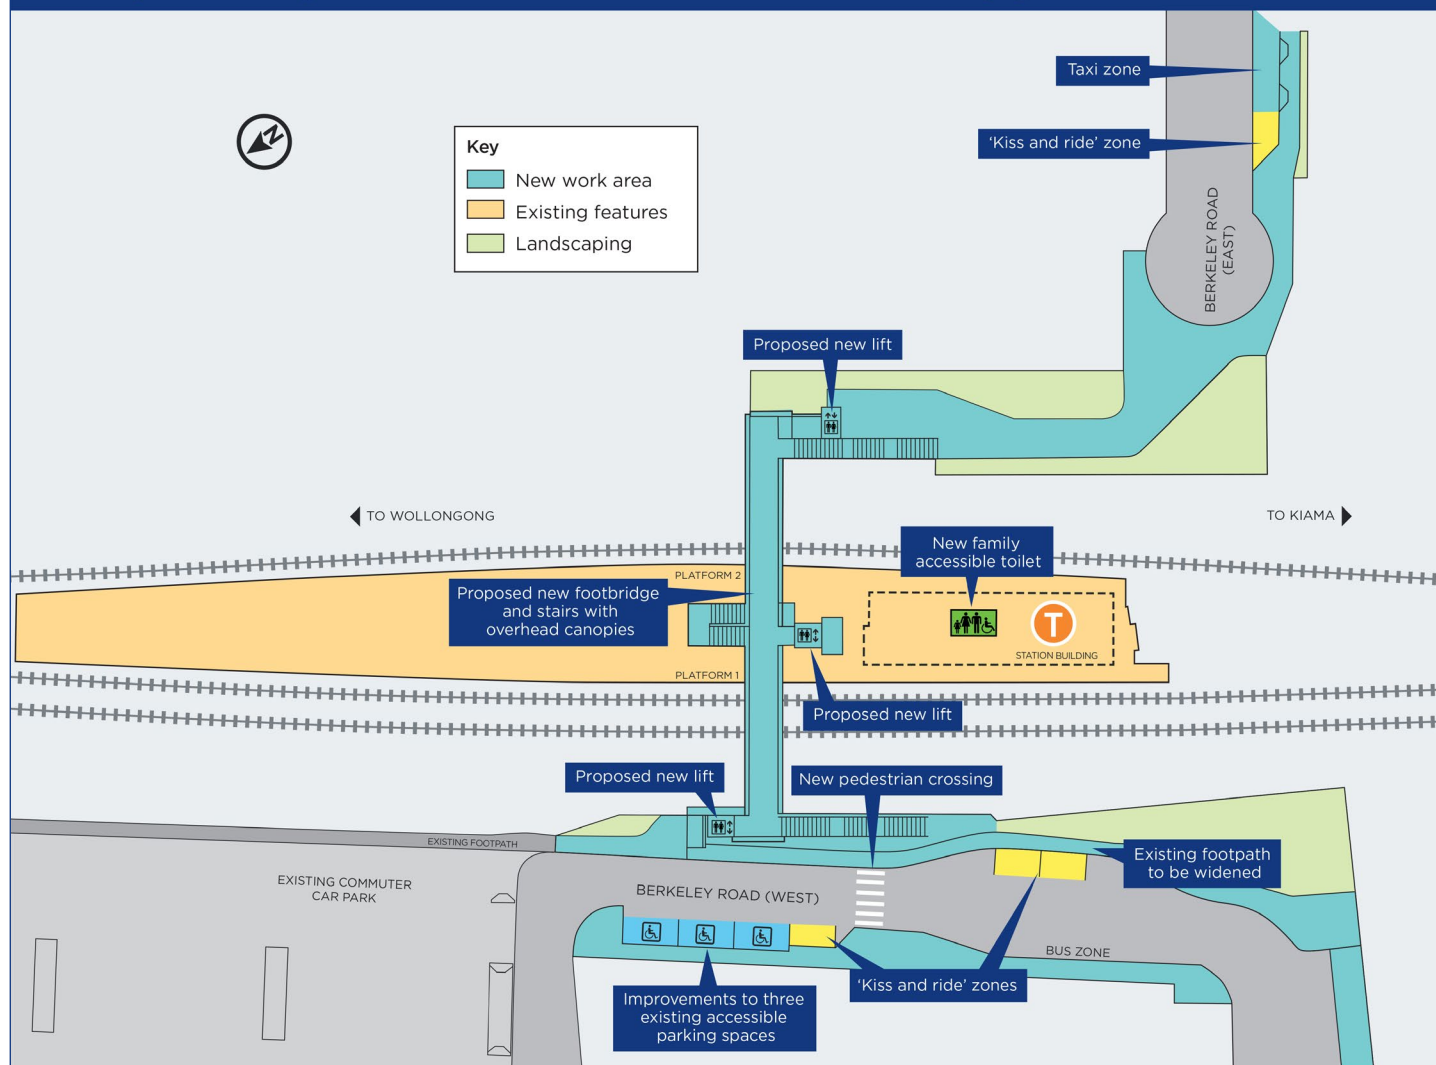 Taxi zone
'Kiss and ride' zone
N
Key
New work area
Existing features
Landscaping
BERKELEY ROAD
(EAST)
Proposed new lift
TO WOLLONGONG
TO KIAMA
New family
accessible toilet
PLATFORM 2
Proposed new footbridge
and stairs with
overhead canopies
T
STATION BUILDING
PLATFORM 1
Proposed new lift
Proposed new lift
New pedestrian crossing
EXISTING FOOTPATH
Existing footpath
to be widened
EXISTING COMMUTER
CAR PARK
BERKELEY ROAD (WEST)
BUS ZONE
'Kiss and ride' zones
Improvements to three
existing accessible
parking spaces